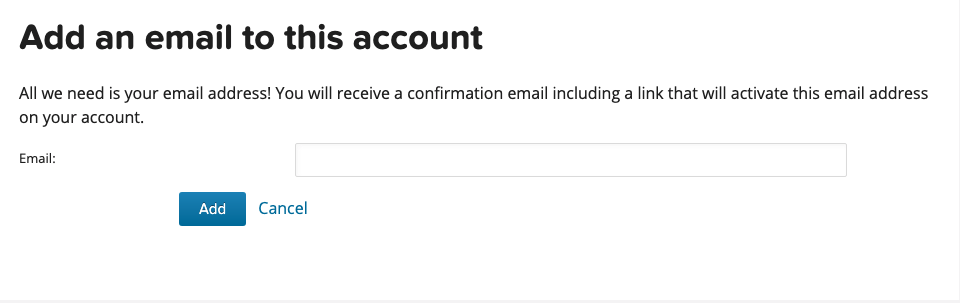 Add an email to this account
All we need is your email address! You will receive a confirmation email including a link that will activate this email address
on your account.
Email:
Add Cancel